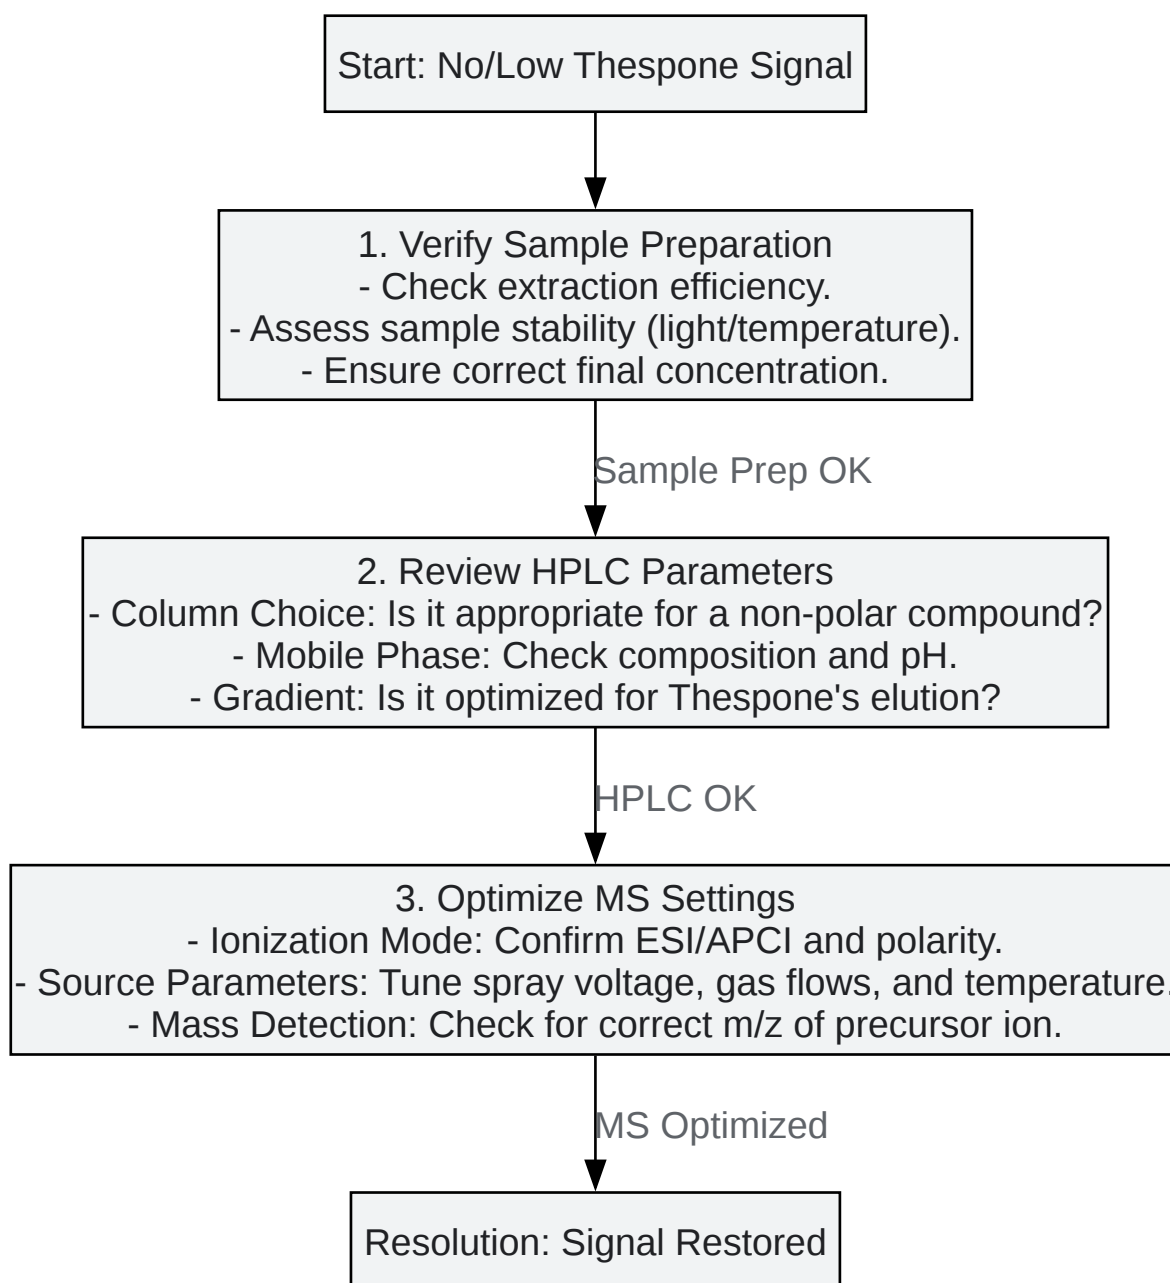 Start: No/Low Thespone Signal
1. Verify Sample Preparation
- Check extraction efficiency.
- Assess sample stability (light/temperature).
- Ensure correct final concentration.
Sample Prep OK
2. Review HPLC Parameters
- Column Choice: Is it appropriate for a non-polar compound?
- Mobile Phase: Check composition and pH.
- Gradient: Is it optimized for Thespone's elution?
HPLC OK
3. Optimize MS Settings
- Ionization Mode: Confirm ESI/APCI and polarity.
- Source Parameters: Tune spray voltage, gas flows, and temperature.
- Mass Detection: Check for correct m/z of precursor ion.
MS Optimized
Resolution: Signal Restored